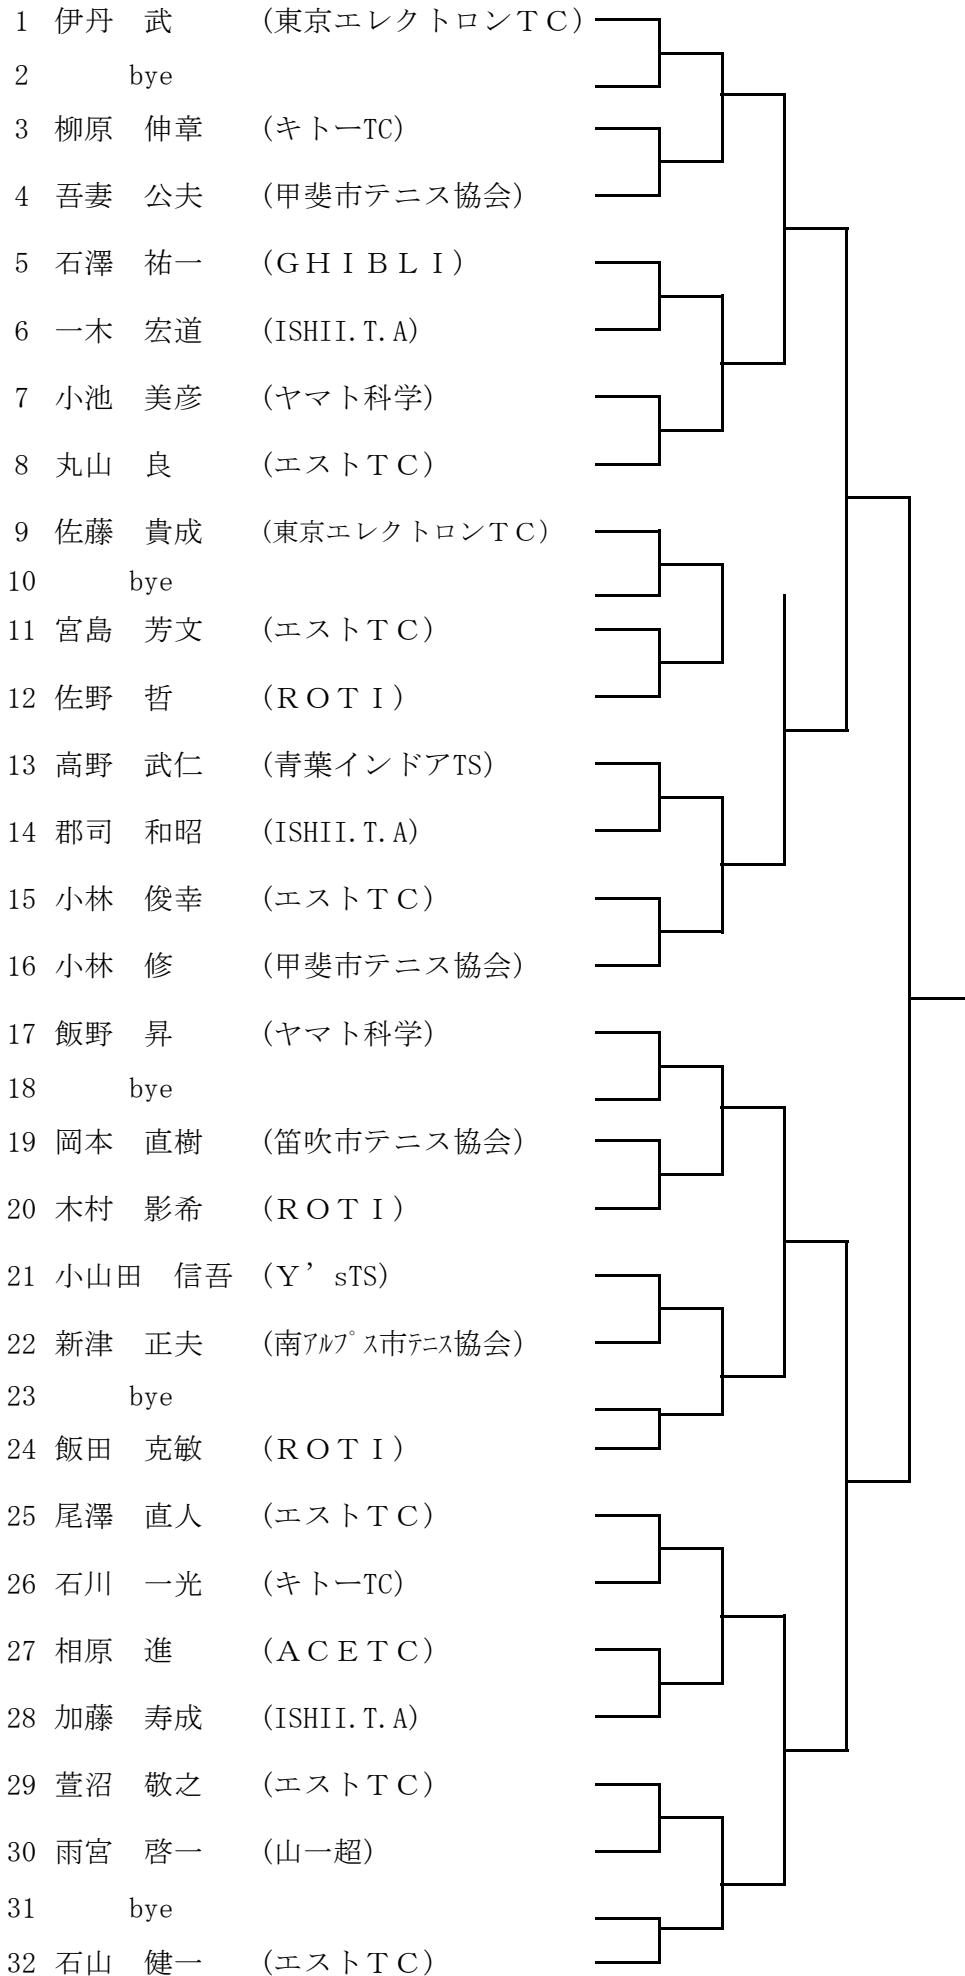 1 伊丹　武 (東京エレクトロンＴＣ)
2 bye
3 柳原　伸章 (キトーTC)
4 吾妻　公夫 (甲斐市テニス協会)
5 石澤　祐一 (ＧＨＩＢＬＩ)
6 一木　宏道 (ISHII.T.A)
7 小池　美彦 (ヤマト科学)
8 丸山　良 (エストＴＣ)
9 佐藤　貴成 (東京エレクトロンＴＣ)
10 bye
11 宮島　芳文 (エストＴＣ)
12 佐野　哲 (ＲＯＴＩ)
13 高野　武仁 (青葉インドアTS)
14 郡司　和昭 (ISHII.T.A)
15 小林　俊幸 (エストＴＣ)
16 小林　修 (甲斐市テニス協会)
17 飯野　昇 (ヤマト科学)
18 bye
19 岡本　直樹 (笛吹市テニス協会)
20 木村　影希 (ＲＯＴＩ)
21 小山田　信吾 (Ｙ’sTS)
22 新津　正夫 (南ｱﾙﾌﾟｽ市ﾃﾆｽ協会)
23 bye
24 飯田　克敏 (ＲＯＴＩ)
25 尾澤　直人 (エストＴＣ)
26 石川　一光 (キトーTC)
27 相原　進 (ＡＣＥＴＣ)
28 加藤　寿成 (ISHII.T.A)
29 萱沼　敬之 (エストＴＣ)
30 雨宮　啓一 (山一超)
31 bye
32 石山　健一 (エストＴＣ)